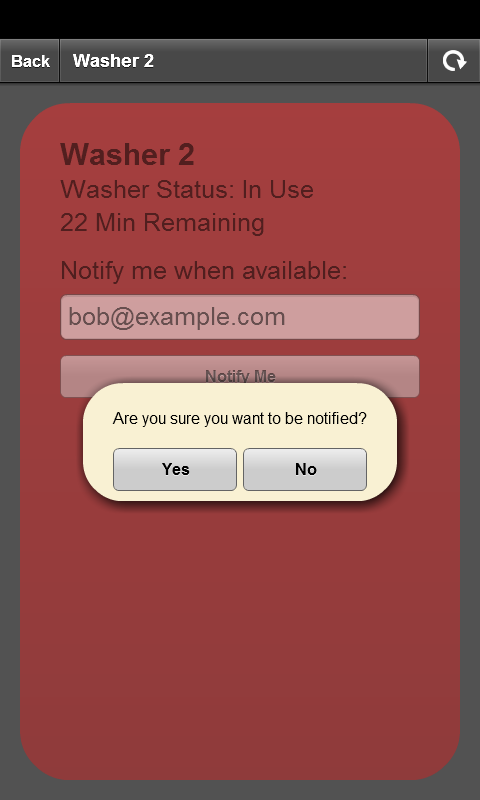 Back Washer 2
Washer 2
Washer Status: In Use
22 Min Remaining
Notify me when available:
bob@example.com
Notify Me
Are you sure you want to be notified?
Yes No